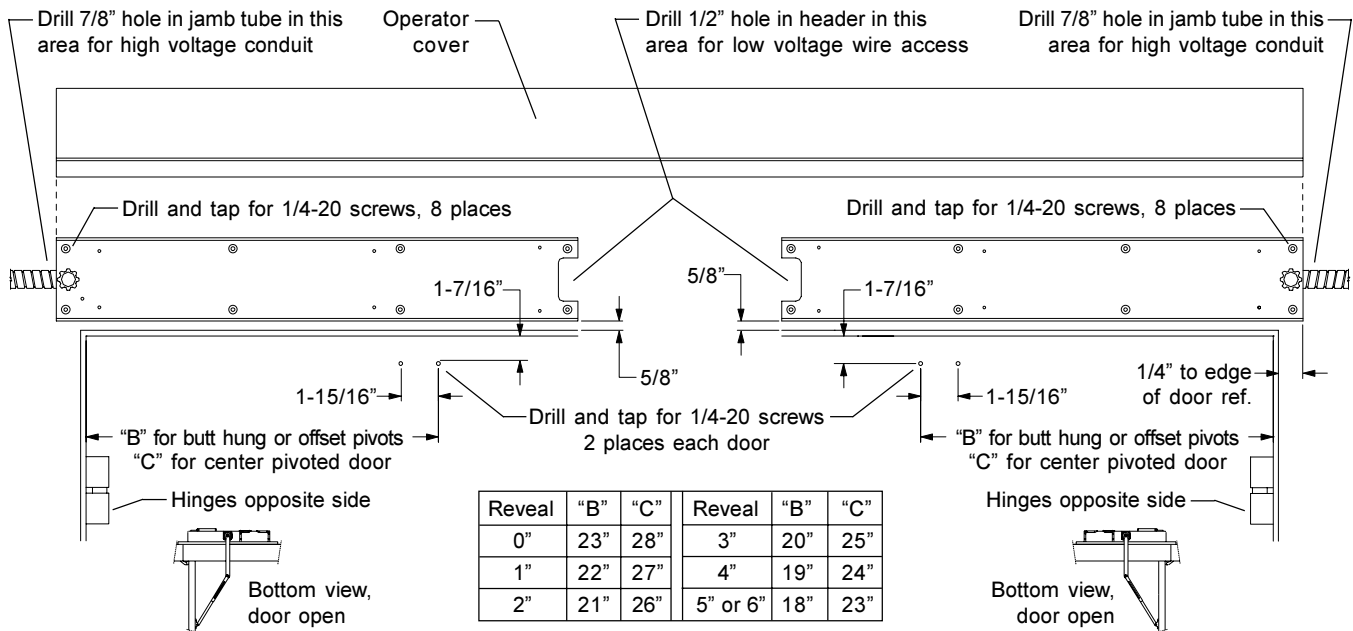 Drill 7/8” hole in jamb tube in this
area for high voltage conduit
Operator
cover
Drill 1/2” hole in header in this
area for low voltage wire access
Drill 7/8” hole in jamb tube in this
area for high voltage conduit
Drill and tap for 1/4-20 screws, 8 places
Drill and tap for 1/4-20 screws, 8 places
1-7/16”
5/8”
1-7/16”
5/8”
1-15/16”
Drill and tap for 1/4-20 screws
2 places each door
1-15/16”
1/4” to edge
of door ref.
“B” for butt hung or offset pivots
“C” for center pivoted door
“B” for butt hung or offset pivots
“C” for center pivoted door
Hinges opposite side
Hinges opposite side
Reveal “B” “C” Reveal “B” “C”
0” 23” 28” 3” 20” 25”
1” 22” 27” 4” 19” 24”
2” 21” 26” 5” or 6” 18” 23”
Bottom view,
door open
Bottom view,
door open